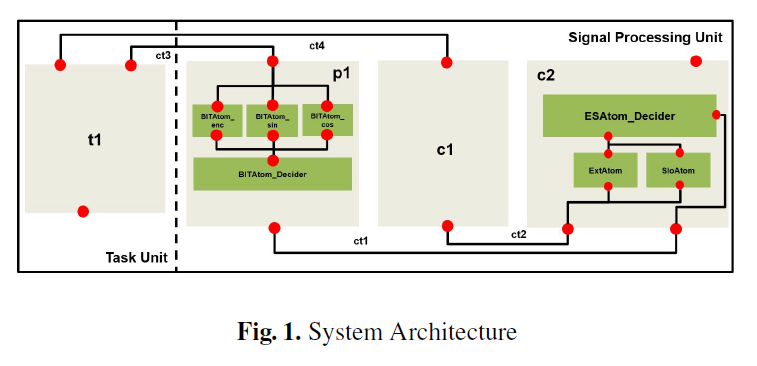 Signal Processing Unit
ct3
ct4
t1
p1
BITAtom_
enc
BITAtom_
sin
BITAtom_
cos
BITAtom_Decider
c1
c2
ESAtom_Decider
ExtAtom
SloAtom
ct1
ct2
Task Unit
Fig. 1. System Architecture